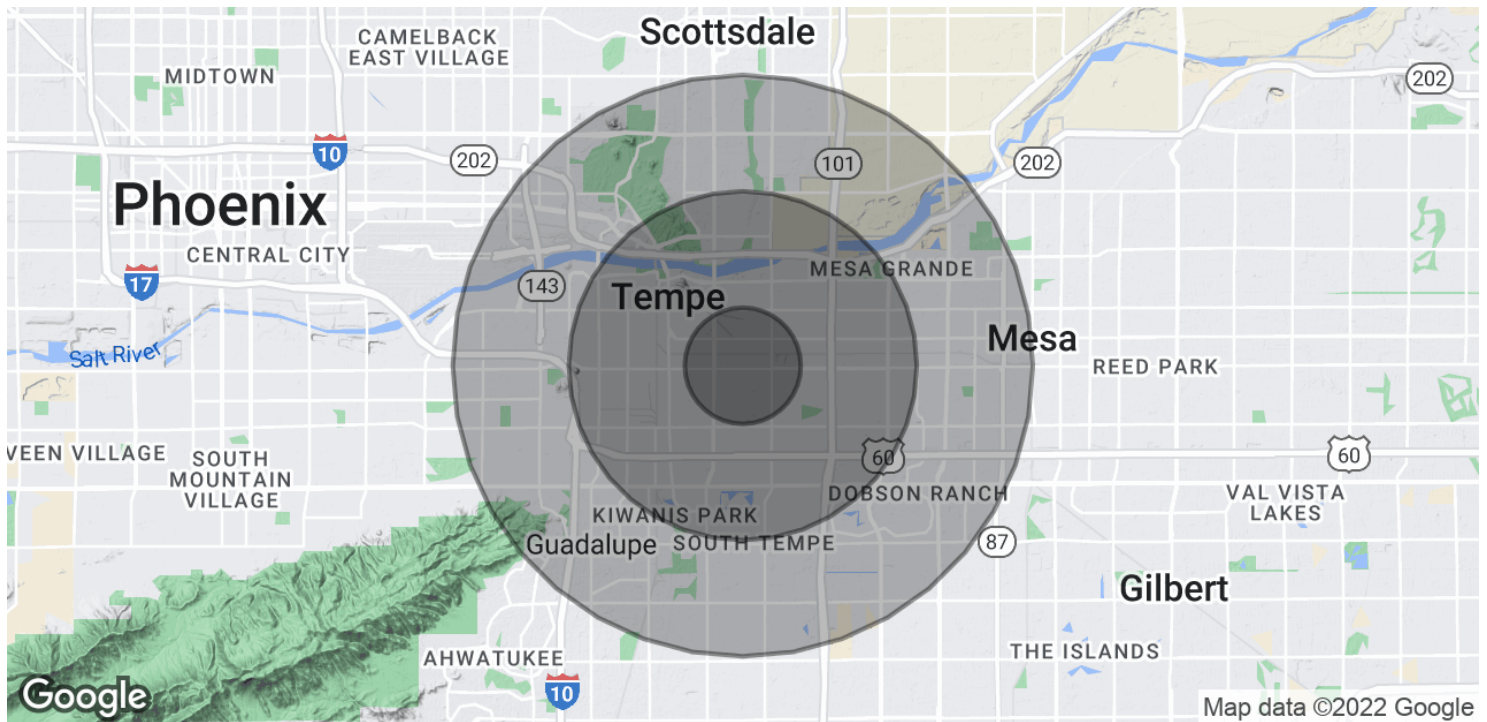 Scottsdale
CAMELBACK
EAST VILLAGE
MIDTOWN
202
10
202
101
202
Phoenix
CENTRAL CITY
MESA GRANDE
17
143
Tempe
Mesa
Salt River
REED PARK
VEEN VILLAGE
SOUTH
MOUNTAIN
VILLAGE
60
60
DOBSON RANCH
VAL VISTA
LAKES
KIWANIS PARK
Guadalupe
SOUTH TEMPE
87
Gilbert
AHWATUKEE
THE ISLANDS
10
Google
Map data ©2022 Google